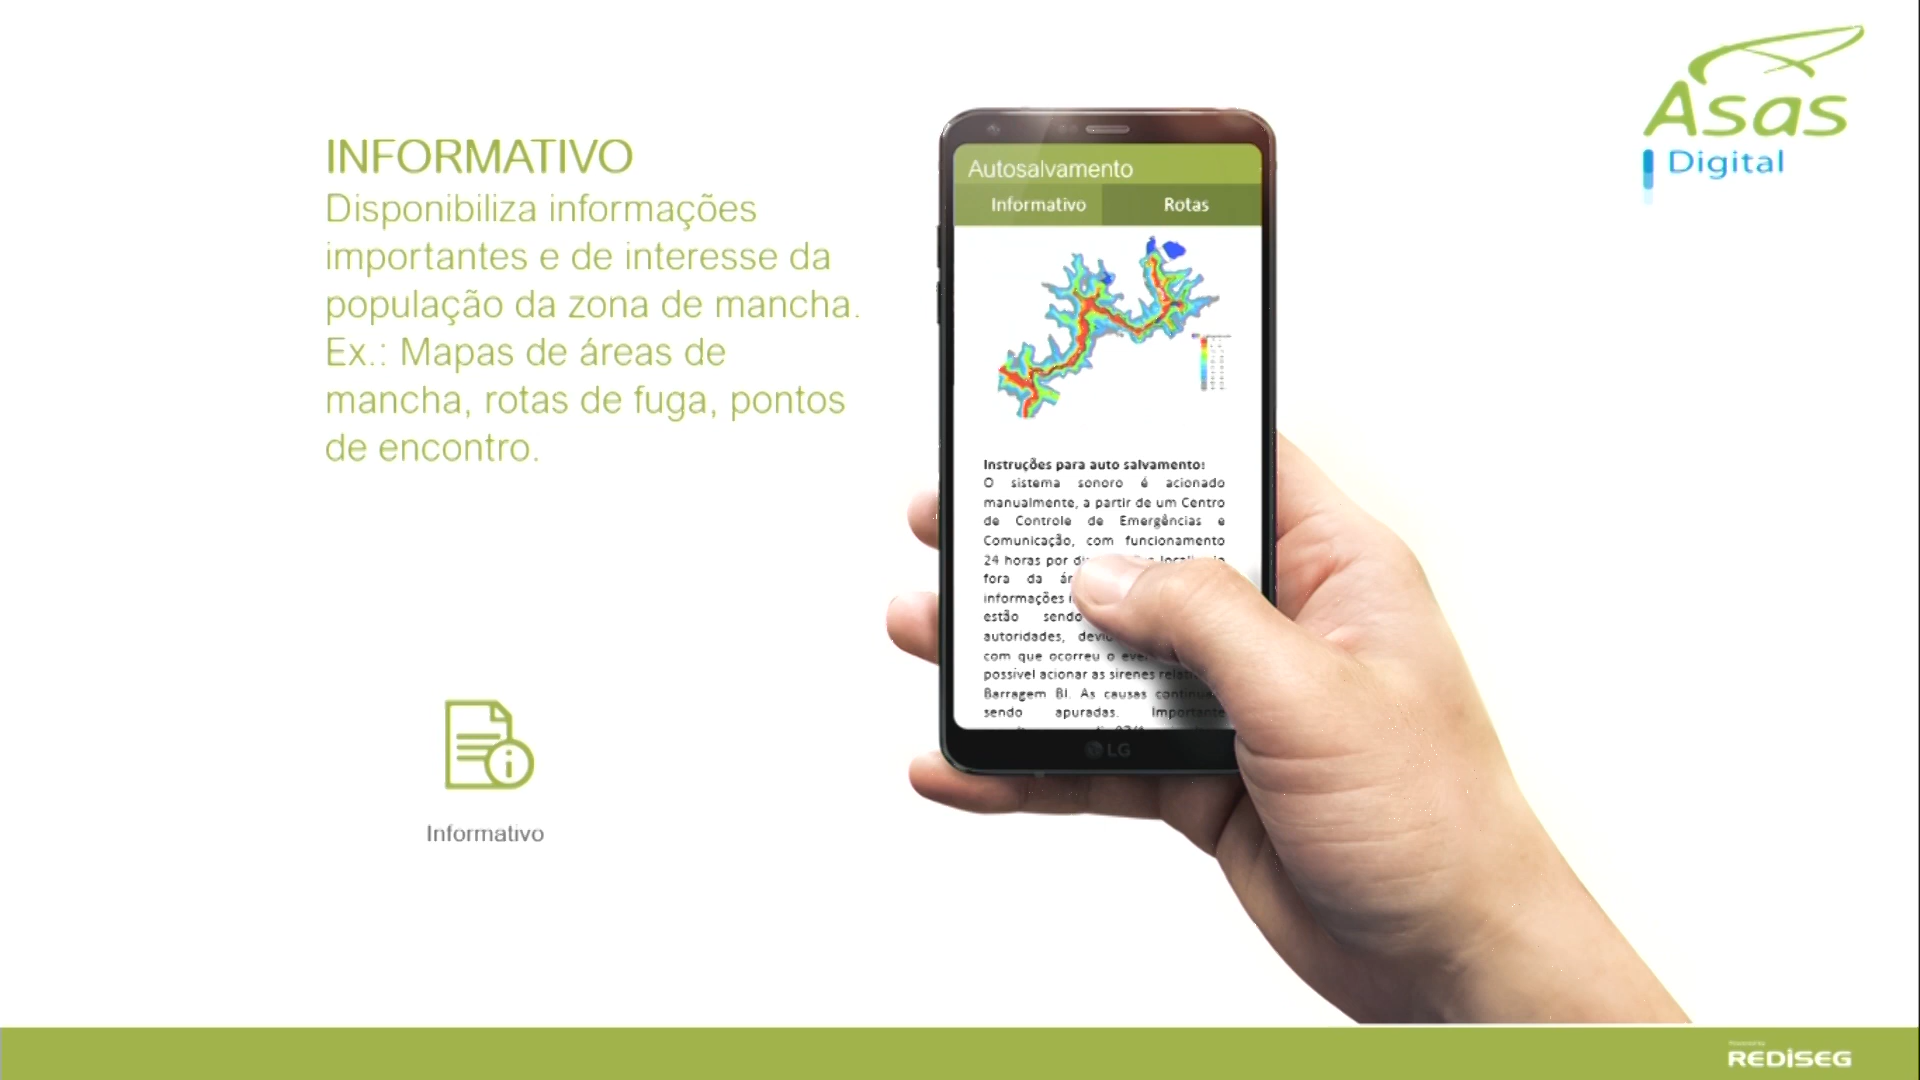 Asas
Digital
INFORMATIVO
Disponibiliza informações
importantes e de interesse da
população da zona de mancha.
Ex.: Mapas de áreas de
mancha, rotas de fuga, pontos
de encontro.
Informativo
Autosalvamento
Informativo Rotas
Instruções para auto salvamento:
O sistema sonoro é acionado
manualmente, a partir de um Centro
de Controle de Emergências e
Comunicação, com funcionamento
24 horas por
fora da
informações
estão sendo
autoridades,
com que ocorreu o
possível acionar as sirenes
Barragem BI. As causas
sendo apuradas. Importante
LG
REDISEG